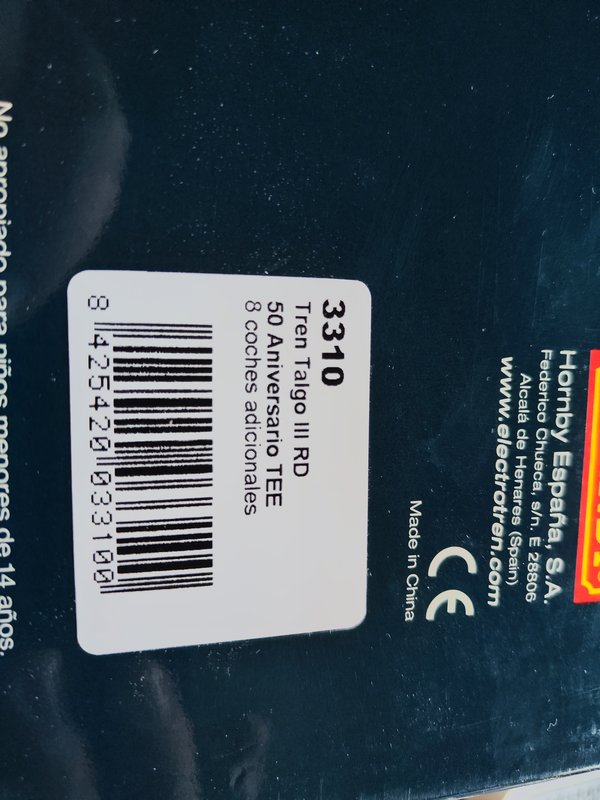 Hornby España, S.A.
Federico Chueca, s/n. E 28806
Alcalá de Henares (Spain)
www.electrotren.com
CE
Made in China
3310
Tren Talgo III RD
50 Aniversario TEE
8 coches adicionales
8 425420 033100
No apropiado para niños menores de 14 años.